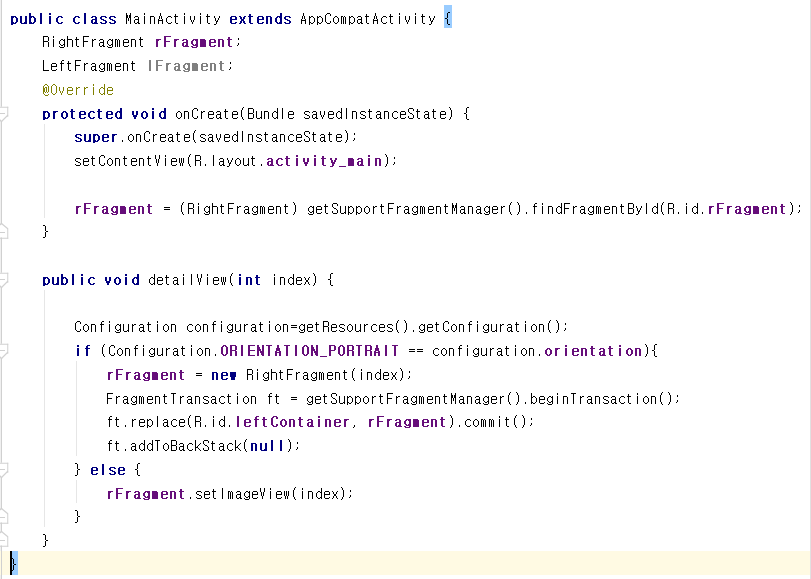 public class MainActivity extends AppCompatActivity {
RightFragment rFragment;
LeftFragment lFragment;
@Override
protected void onCreate(Bundle savedInstanceState) {
super.onCreate(savedInstanceState);
setContentView(R.layout.activity_main);
rFragment = (RightFragment) getSupportFragmentManager().findFragmentById(R.id.rFragment);
}
public void detailView(int index) {
Configuration configuration=getResources().getConfiguration();
if (Configuration.ORIENTATION_PORTRAIT == configuration.orientation){
rFragment = new RightFragment(index);
FragmentTransaction ft = getSupportFragmentManager().beginTransaction();
ft.replace(R.id.leftContainer, rFragment).commit();
ft.addToBackStack(null);
} else {
rFragment.setImageView(index);
}
}
}